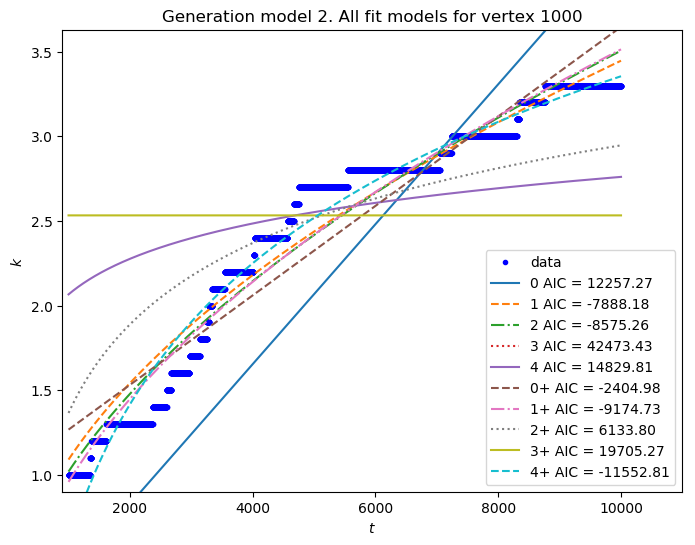 Generation model 2. All fit models for vertex 1000
3.5
3.0
2.5
2.0
1.5
1.0
k
data
0 AIC = 12257.27
1 AIC = -7888.18
2 AIC = -8575.26
3 AIC = 42473.43
4 AIC = 14829.81
0+ AIC = -2404.98
1+ AIC = -9174.73
2+ AIC = 6133.80
3+ AIC = 19705.27
4+ AIC = -11552.81
2000 4000 6000 8000 10000
t